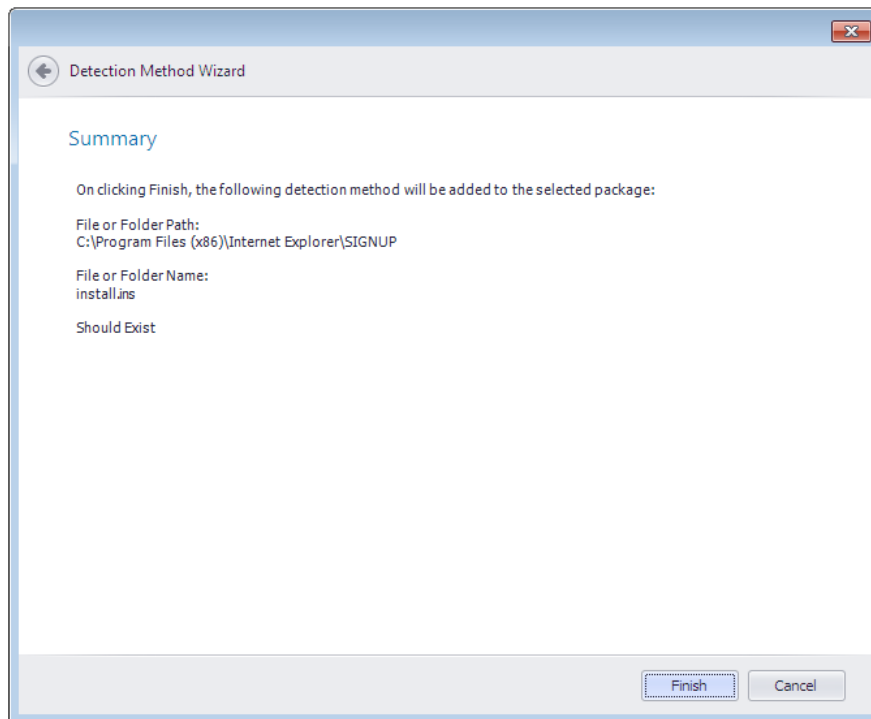 Detection Method Wizard
Summary
On clicking Finish, the following detection method will be added to the selected package:
File or Folder Path:
C:\Program Files (x86)\Internet Explorer\SIGNUP
File or Folder Name:
install.ins
Should Exist
Finish
Cancel